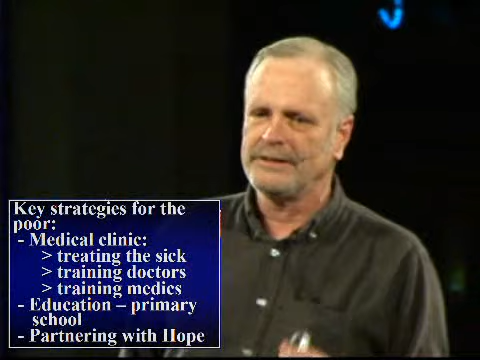 Key strategies for the
poor:
- Medical clinic:
> treating the sick
> training doctors
> training medics
- Education – primary
school
- Partnering with Hope